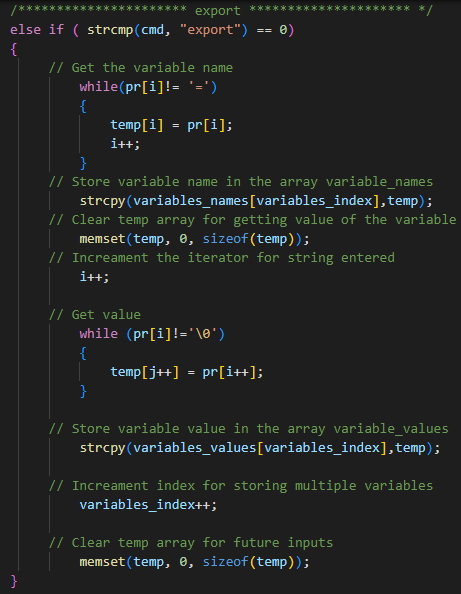 /********************** export ********************* */
else if ( strcmp(cmd, "export") == 0)
{
// Get the variable name
while(pr[i]!= '=')
{
temp[i] = pr[i];
i++;
}
// Store variable name in the array variable_names
strcpy(variables_names[variables_index],temp);
// Clear temp array for getting value of the variable
memset(temp, 0, sizeof(temp));
// Increament the iterator for string entered
i++;
// Get value
while (pr[i]!='\0')
{
temp[j++] = pr[i++];
}
// Store variable value in the array variable_values
strcpy(variables_values[variables_index],temp);
// Increament index for storing multiple variables
variables_index++;
// Clear temp array for future inputs
memset(temp, 0, sizeof(temp));
}